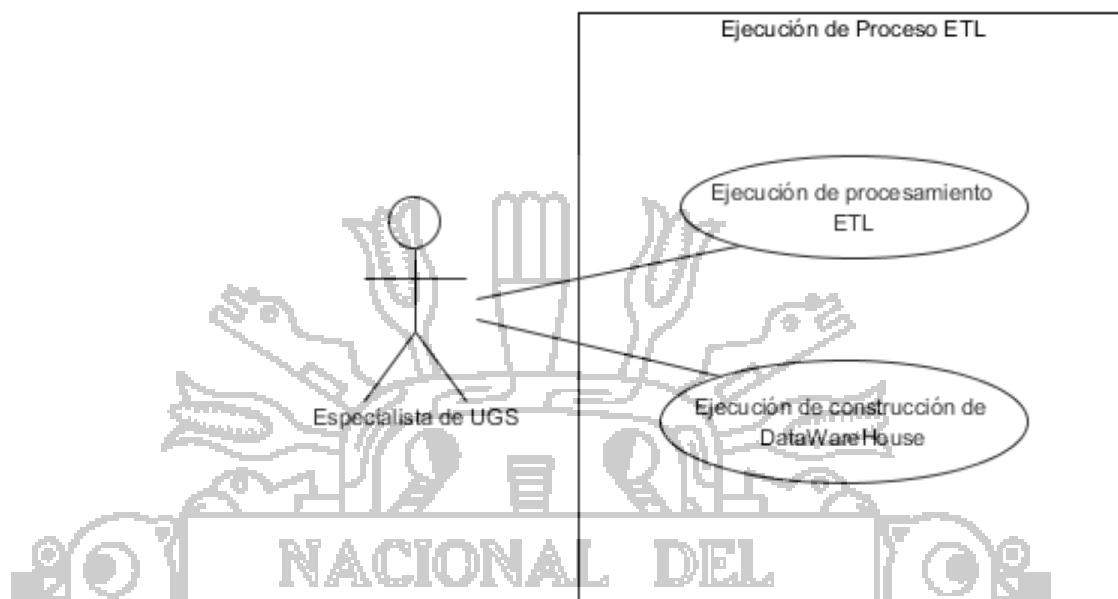 Ejecución de Proceso ETL
Ejecución de procesamiento
ETL
Especialista de UGS
Ejecución de construcción de
DataWareHouse
NACIONAL DEL